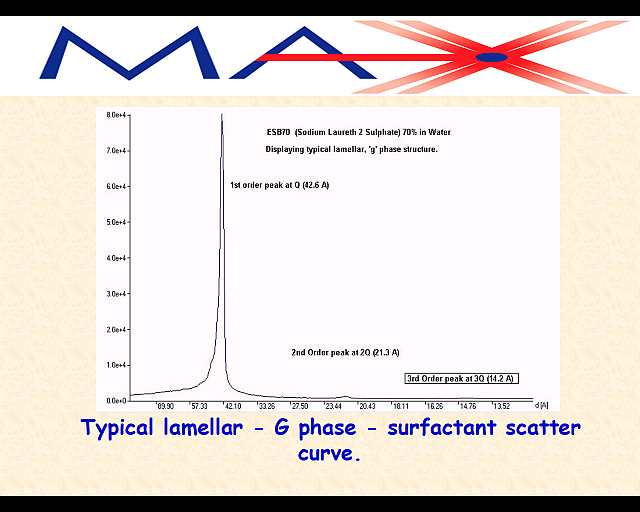 MAX
8.0e+4
ESB70 (Sodium Laureth 2 Sulphate) 70% in Water
Displaying typical lamellar, 'g' phase structure.
7.0e+4
6.0e+4
1st order peak at Q (42.6 A)
5.0e+4
4.0e+4
3.0e+4
2.0e+4
2nd Order peak at 2Q (21.3 A)
1.0e+4
3rd Order peak at 3Q (14.2 A)
0.0e+0
89.90 57.33 42.10 33.26 27.50 23.44 20.43 18.11 16.26 14.76 13.52 d [A]
Typical lamellar - G phase - surfactant scatter
curve.